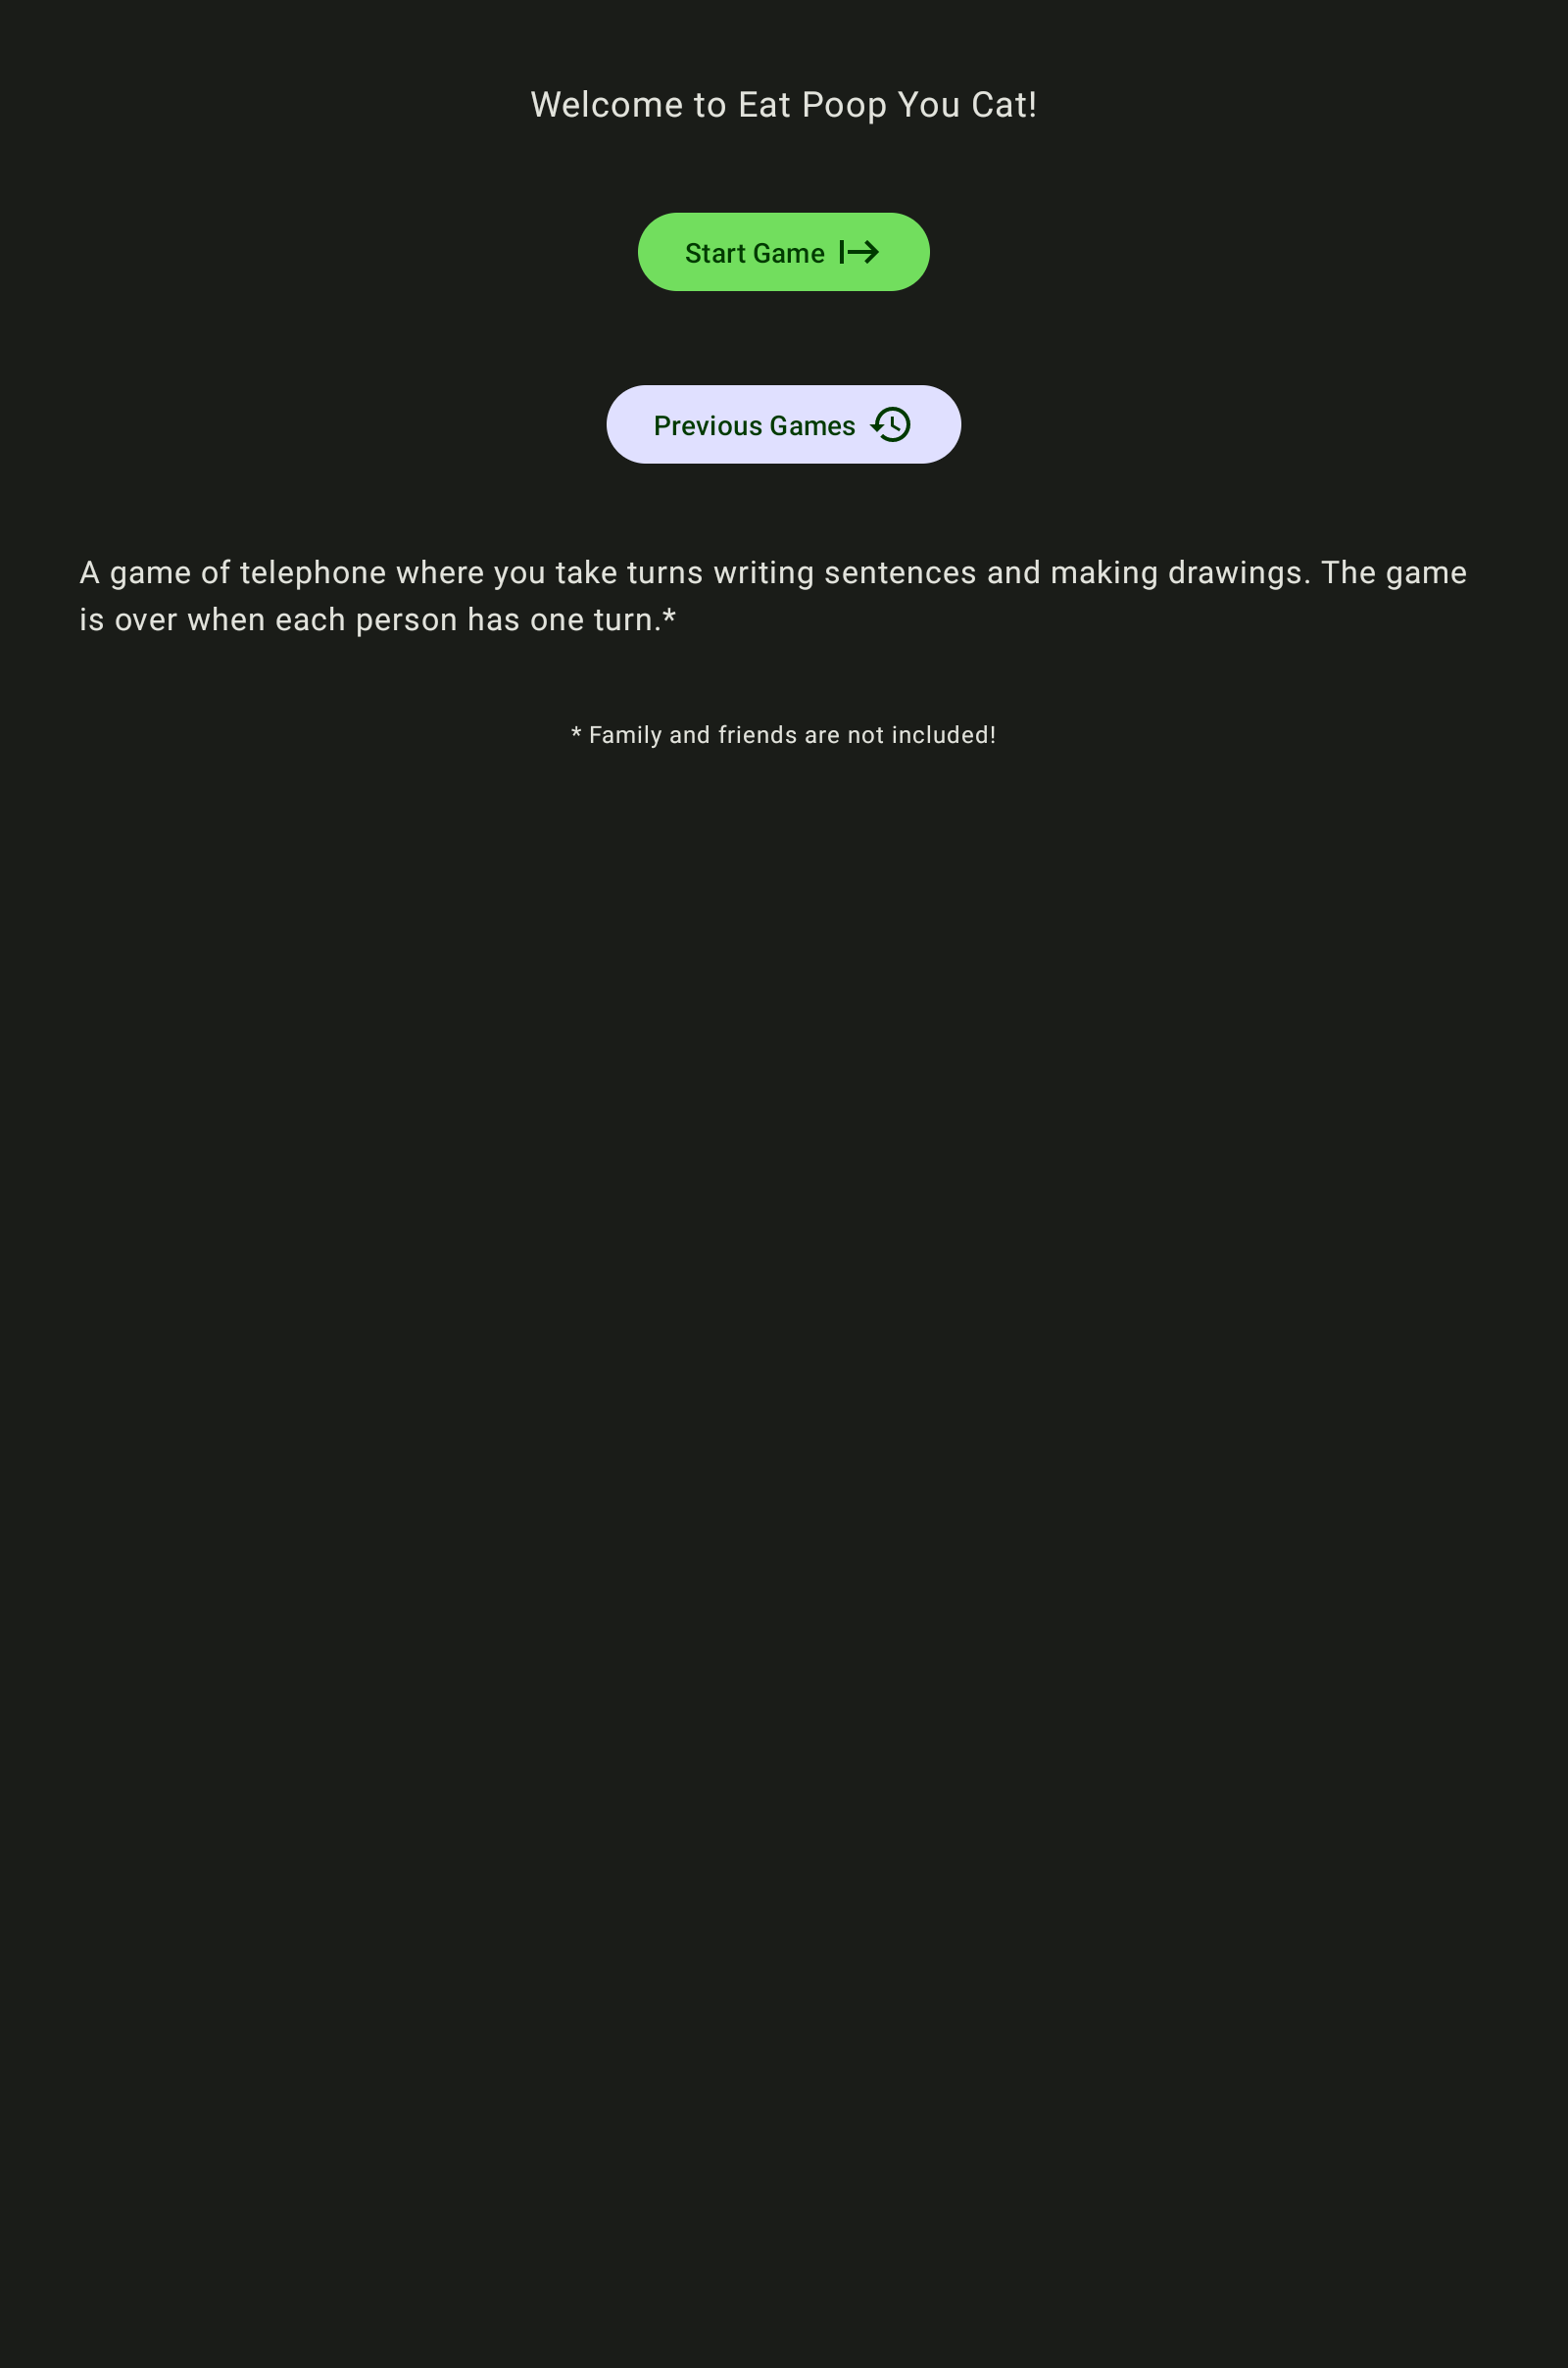 Welcome to Eat Poop You Cat!
Start Game
Previous Games
A game of telephone where you take turns writing sentences and making drawings. The game
is over when each person has one turn.*
* Family and friends are not included!